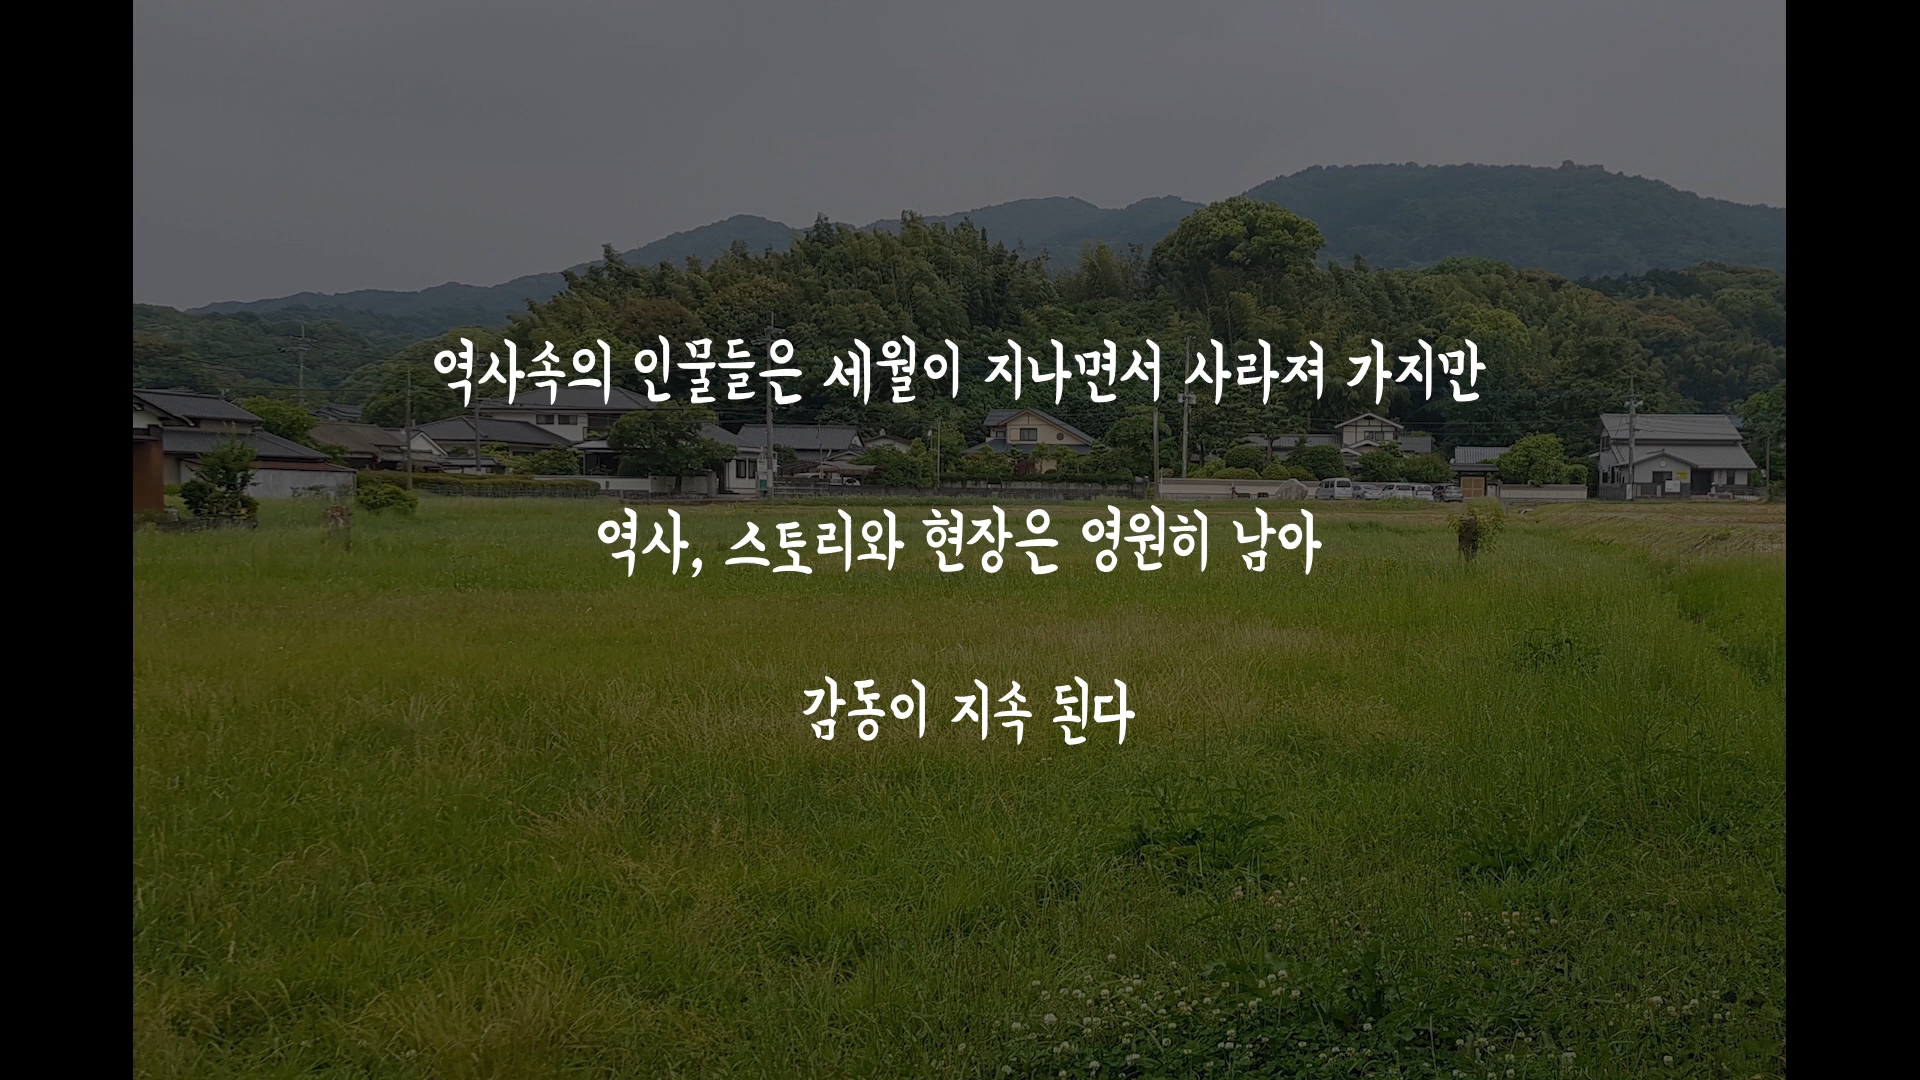 역사속의 인물들은 세월이 지나면서 사라져 가지만
역사, 스토리와 현장은 영원히 남아
감동이 지속 된다